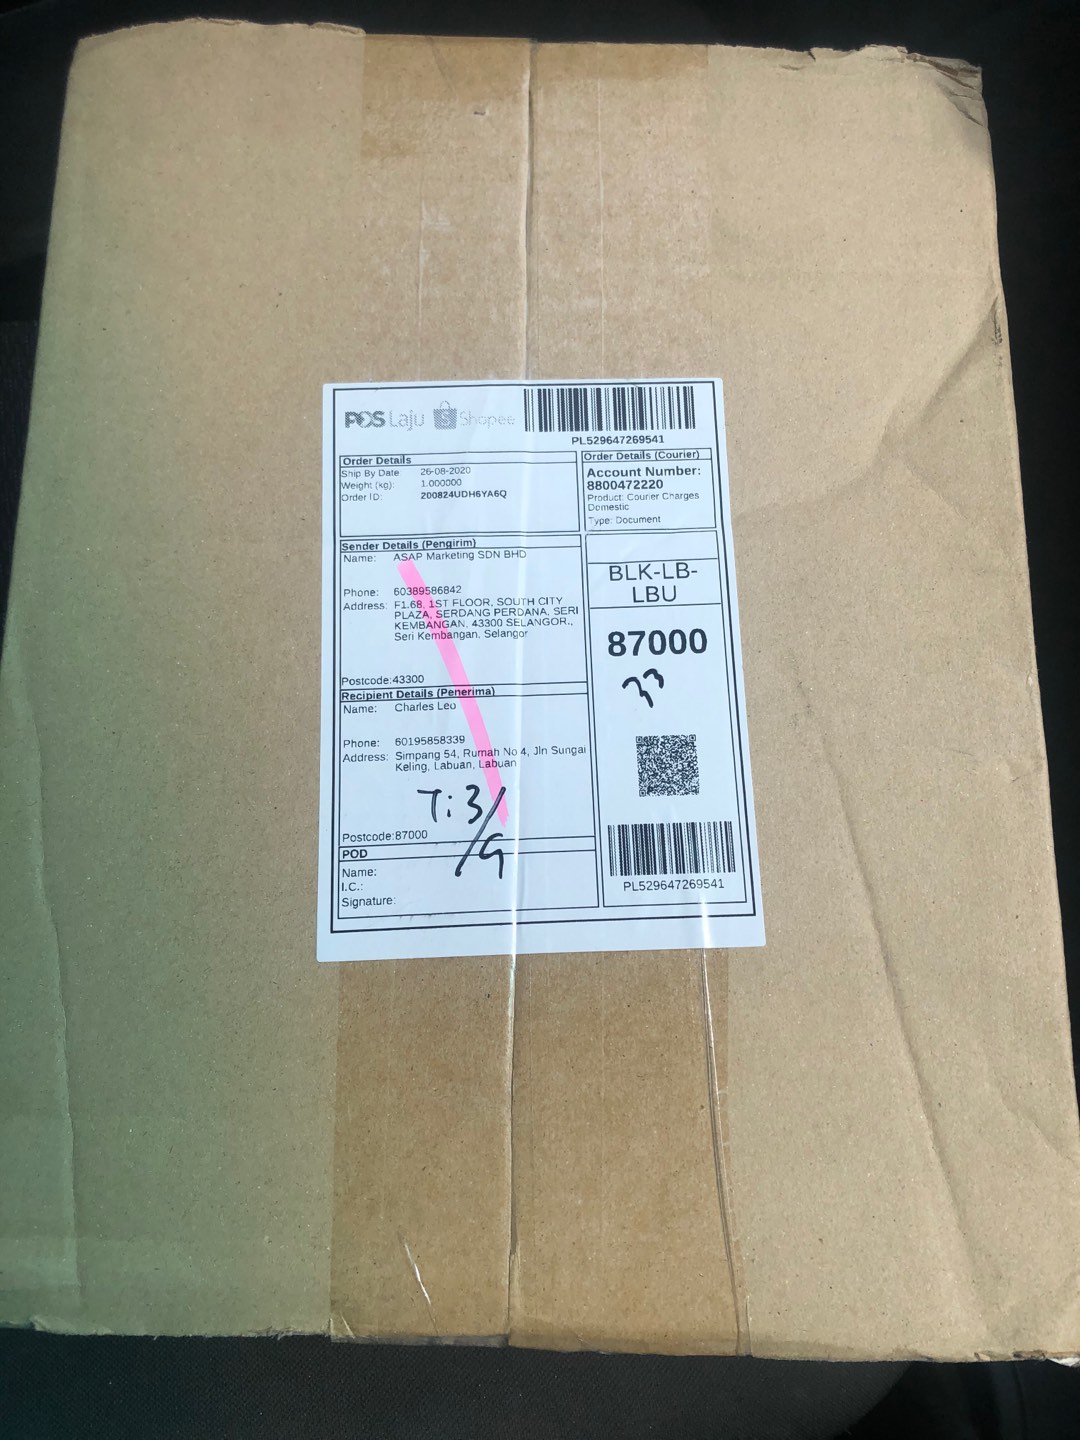 POS Laju S Shopee
PL529647269541
Order Details
Ship By Date 26-08-2020
Weight (kg): 1.000000
Order ID: 200824UDH6YA6Q
Order Details (Courier)
Account Number:
8800472220
Product: Courier Charges
Domestic
Type: Document
Sender Details (Pengirim)
Name: ASAP Marketing SDN BHD
Phone: 60389586842
Address: F1.68, 1ST FLOOR, SOUTH CITY
PLAZA, SERDANG PERDANA, SERI
KEMBANGAN, 43300 SELANGOR.,
Seri Kembangan, Selangor
Postcode:43300
BLK-LB-
LBU
87000
33
Recipient Details (Penerima)
Name: Charles Leo
Phone: 60195858339
Address: Simpang 54, Rumah No 4, Jln Sungai
Keling, Labuan, Labuan
T: 3/
G
Postcode:87000
POD
Name:
I.C.:
Signature:
PL529647269541